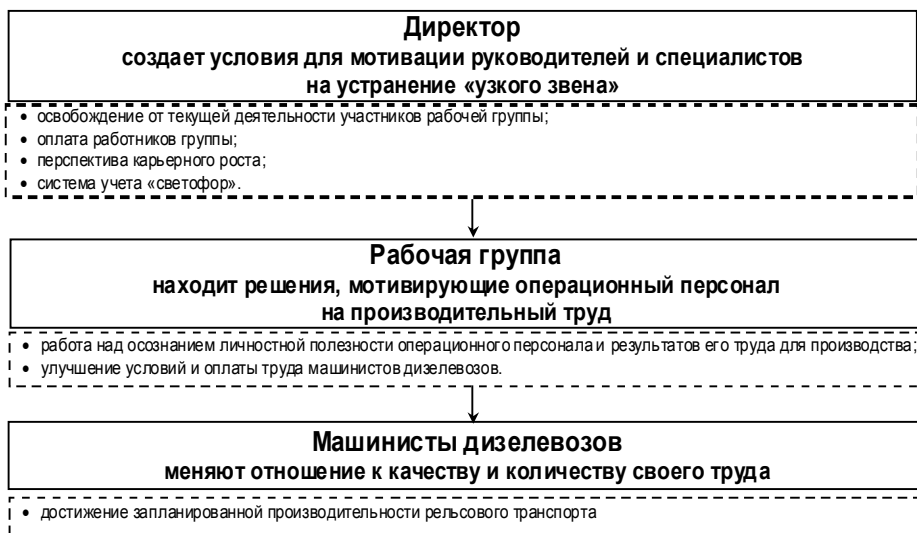 Директор
создает условия для мотивации руководителей и специалистов
на устранение «узкого звена»
• освобождение от текущей деятельности участников рабочей группы;
• оплата работников группы;
• перспектива карьерного роста;
• система учета «светофор».
Рабочая группа
находит решения, мотивирующие операционный персонал
на производительный труд
• работа над осознанием личностной полезности операционного персонала и результатов его труда для производства;
• улучшение условий и оплаты труда машинистов дизелевозов.
Машинисты дизелевозов
меняют отношение к качеству и количеству своего труда
• достижение запланированной производительности рельсового транспорта